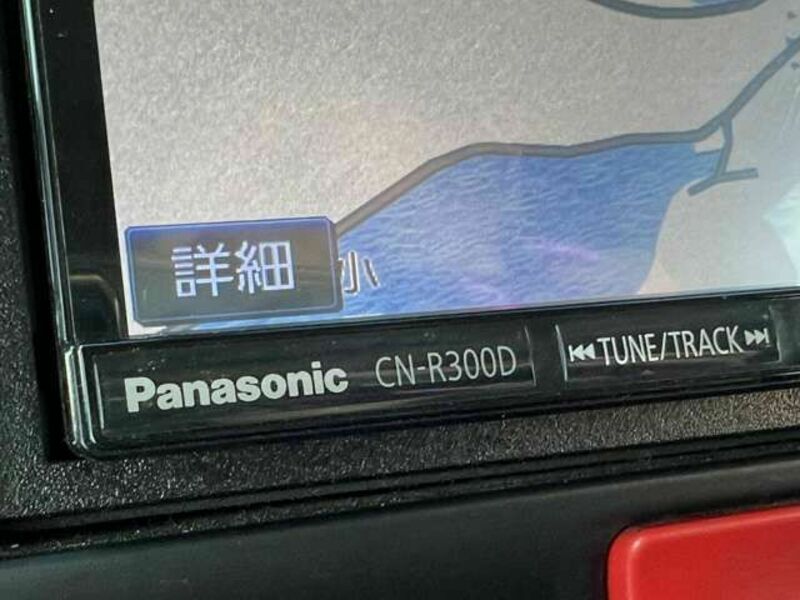 詳細
小
Panasonic CN-R300D TUNE/TRACK